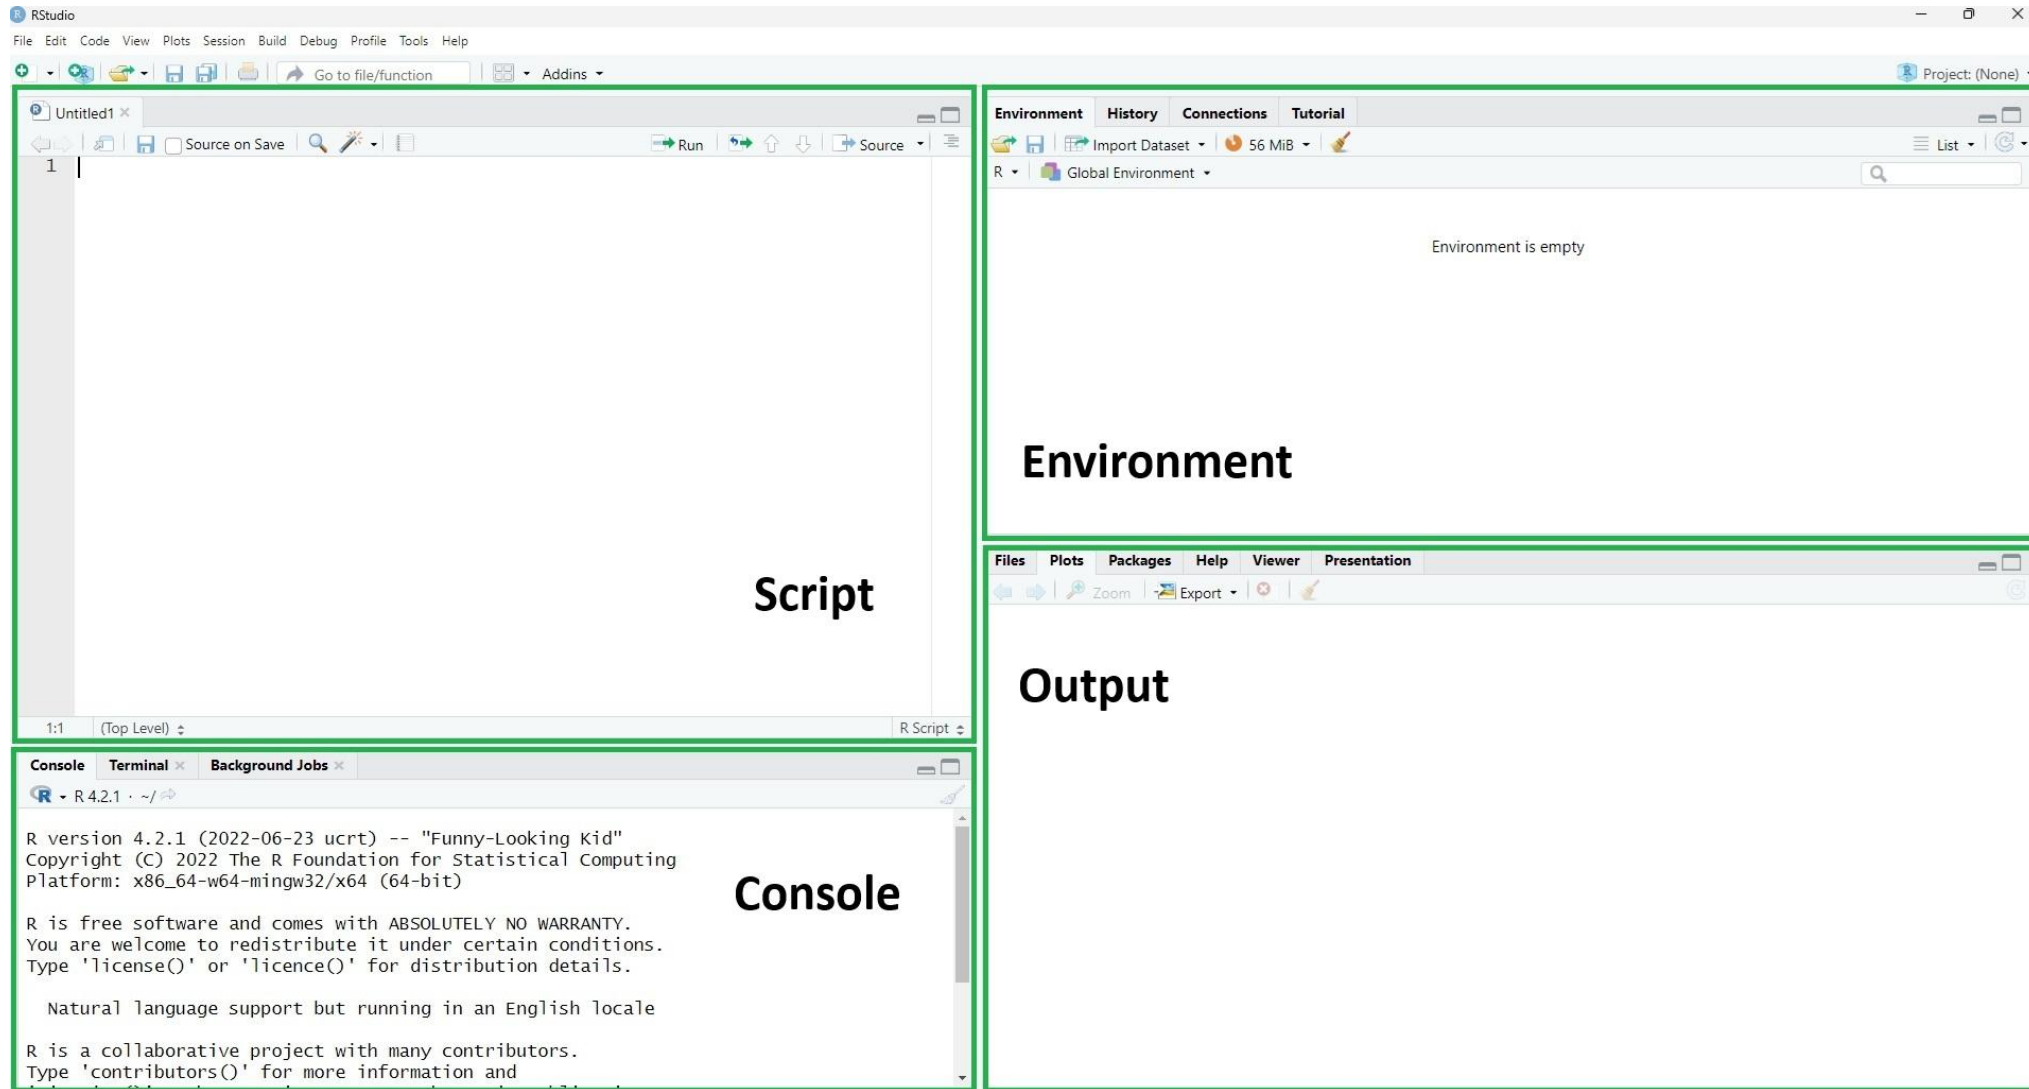 RStudio
File Edit Code View Plots Session Build Debug Profile Tools Help
Go to file/function Addins Project: (None)
Untitled1
Source on Save Run Source
1
Script
1:1 (Top Level) R Script
Console Terminal Background Jobs
R 4.2.1 · ~/
R version 4.2.1 (2022-06-23 ucrt) -- "Funny-Looking Kid"
Copyright (C) 2022 The R Foundation for Statistical Computing
Platform: x86_64-w64-mingw32/x64 (64-bit)
Console
R is free software and comes with ABSOLUTELY NO WARRANTY.
You are welcome to redistribute it under certain conditions.
Type 'license()' or 'licence()' for distribution details.
Natural language support but running in an English locale
R is a collaborative project with many contributors.
Type 'contributors()' for more information and
Environment History Connections Tutorial
Import Dataset 56 MiB List
R Global Environment
Environment is empty
Environment
Files Plots Packages Help Viewer Presentation
Zoom Export
Output